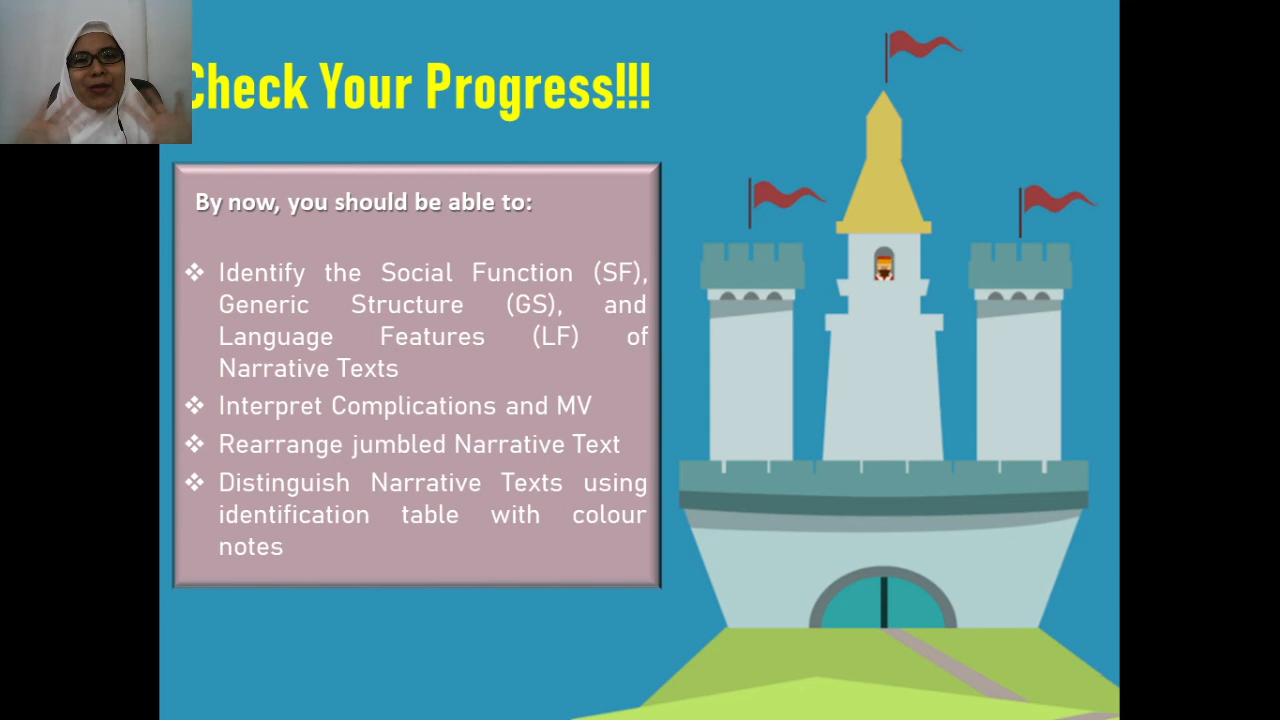 Check Your Progress!!!
By now, you should be able to:
❖ Identify the Social Function (SF),
Generic Structure (GS), and
Language Features (LF) of
Narrative Texts
❖ Interpret Complications and MV
❖ Rearrange jumbled Narrative Text
❖ Distinguish Narrative Texts using
identification table with colour
notes